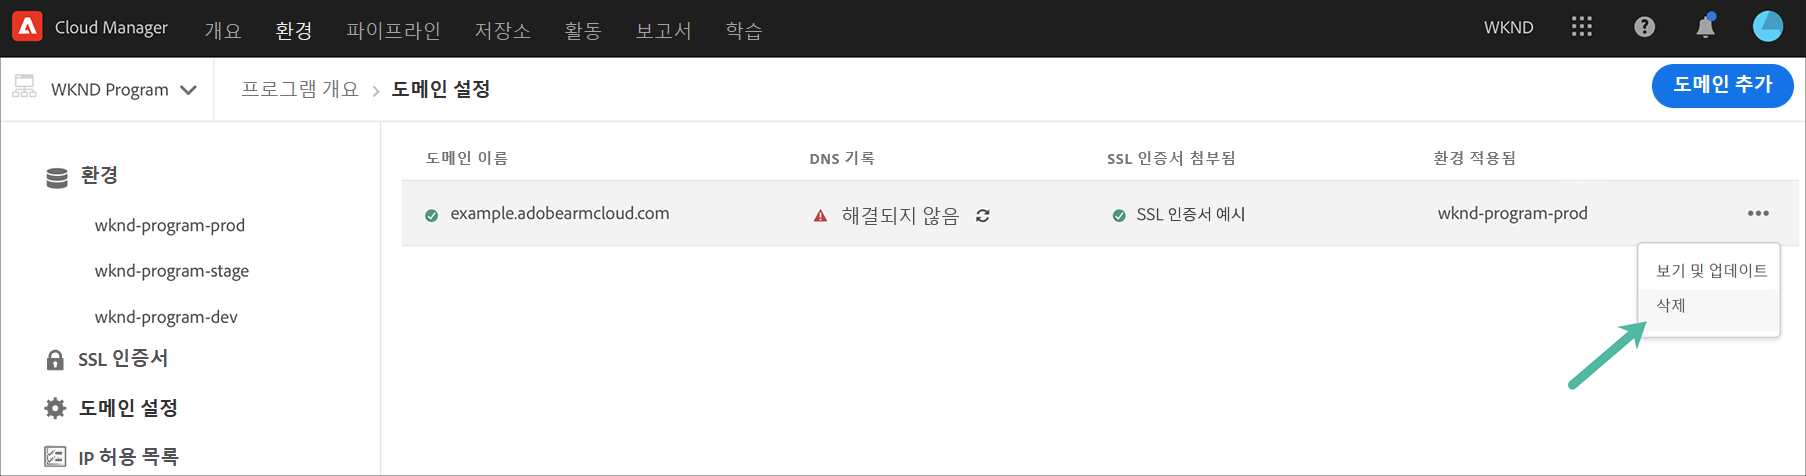 Cloud Manager 개요 환경 파이프라인 저장소 활동 보고서 학습 WKND
WKND Program 프로그램 개요 > 도메인 설정 도메인 추가
환경
wknd-program-prod
wknd-program-stage
wknd-program-dev
SSL 인증서
도메인 설정
IP 허용 목록
도메인 이름 DNS 기록 SSL 인증서 첨부됨 환경 적용됨
example.adobearmcloud.com 해결되지 않음 SSL 인증서 예시 wknd-program-prod
보기 및 업데이트
삭제